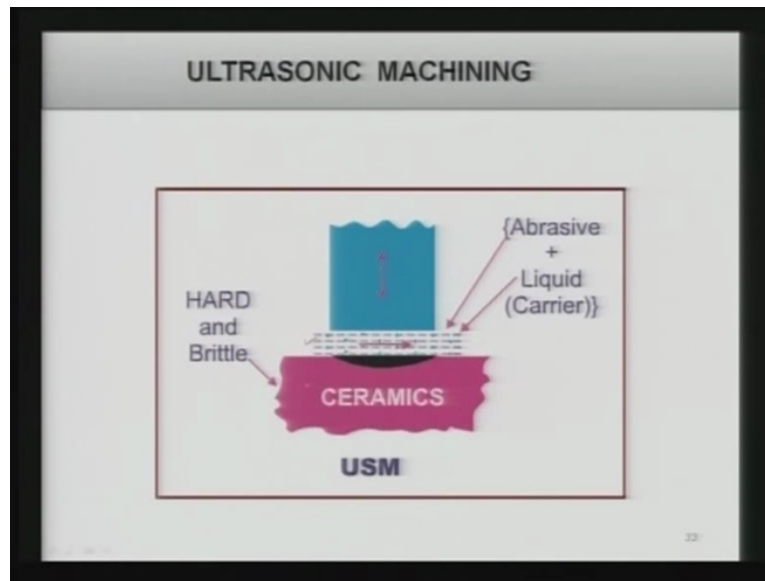 ULTRASONIC MACHINING
{Abrasive
+
Liquid
(Carrier)}
HARD
and
Brittle
CERAMICS
USM
33